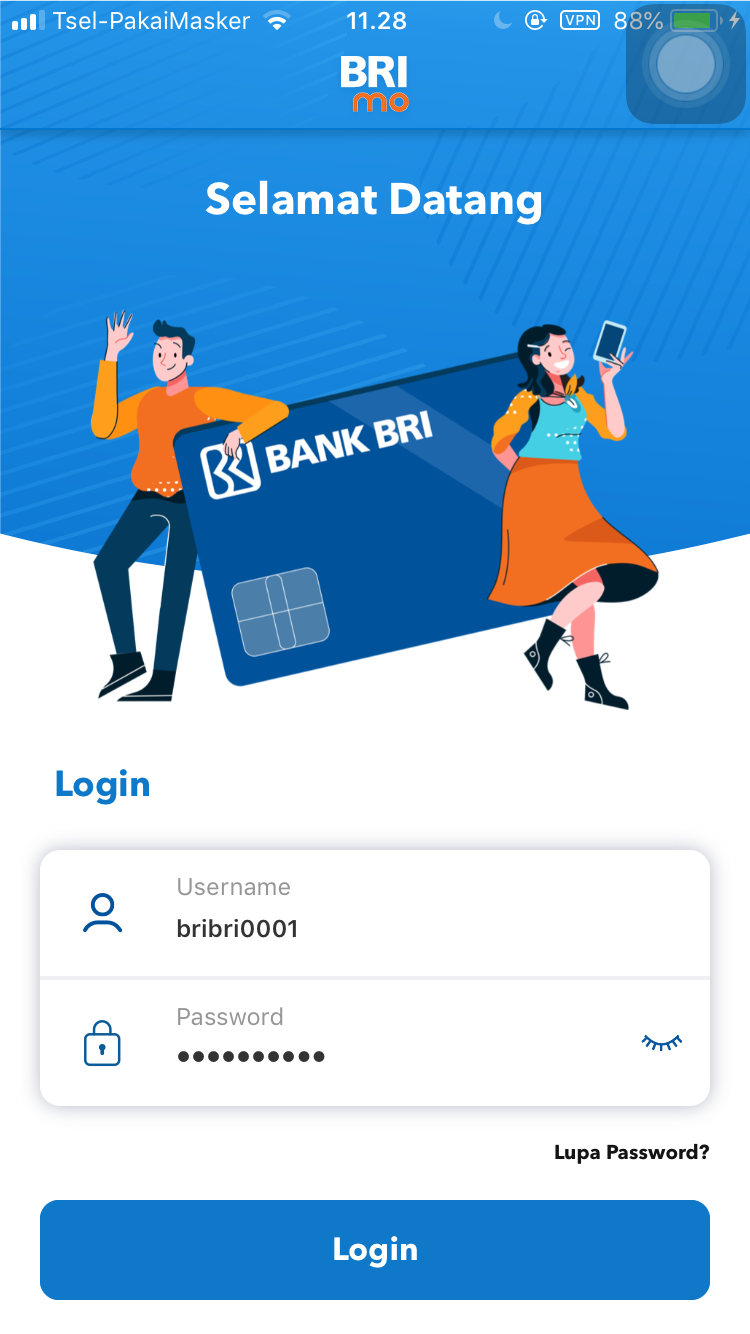 Tsel-PakaiMasker 11.28 VPN 88%
BRI
mo
Selamat Datang
BANK BRI
Login
Username
bribri0001
Password
••••••••••
Lupa Password?
Login